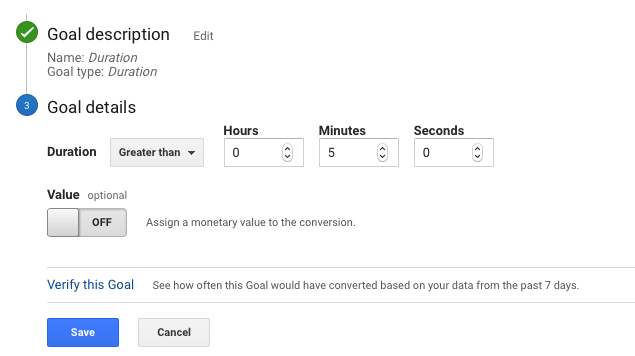 Goal description Edit
Name: Duration
Goal type: Duration
3 Goal details
Hours Minutes Seconds
Duration Greater than 0 5 0
Value optional
OFF Assign a monetary value to the conversion.
Verify this Goal See how often this Goal would have converted based on your data from the past 7 days.
Save Cancel